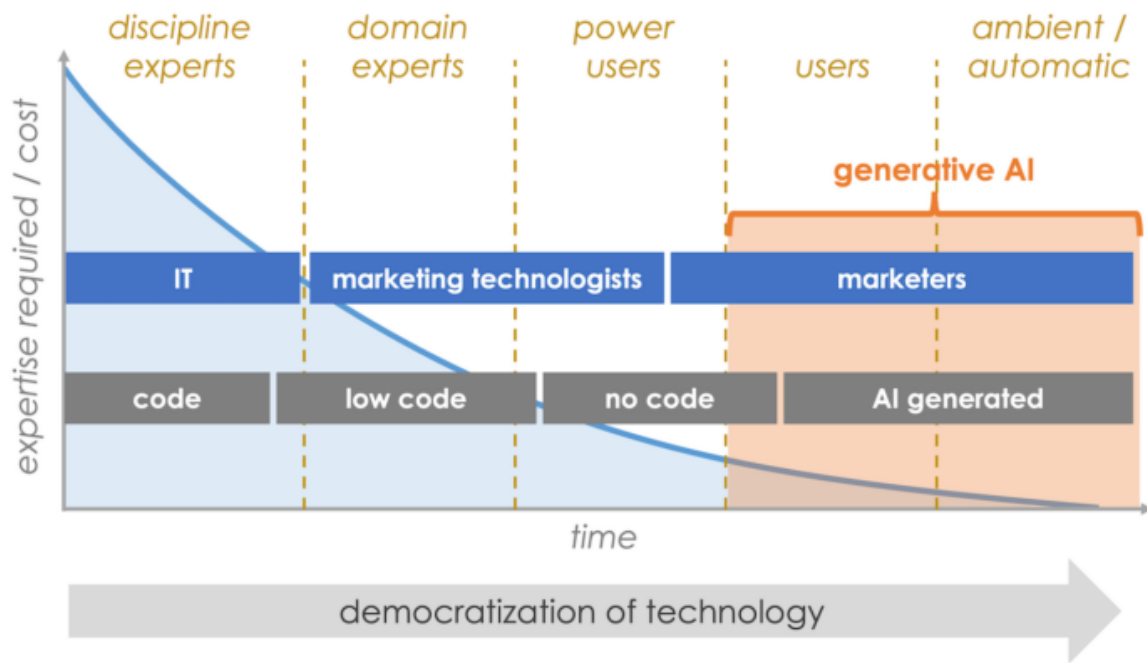 discipline experts
domain experts
power users
users
ambient / automatic
generative AI
IT
marketing technologists
marketers
code
low code
no code
AI generated
expertise required / cost
time
democratization of technology